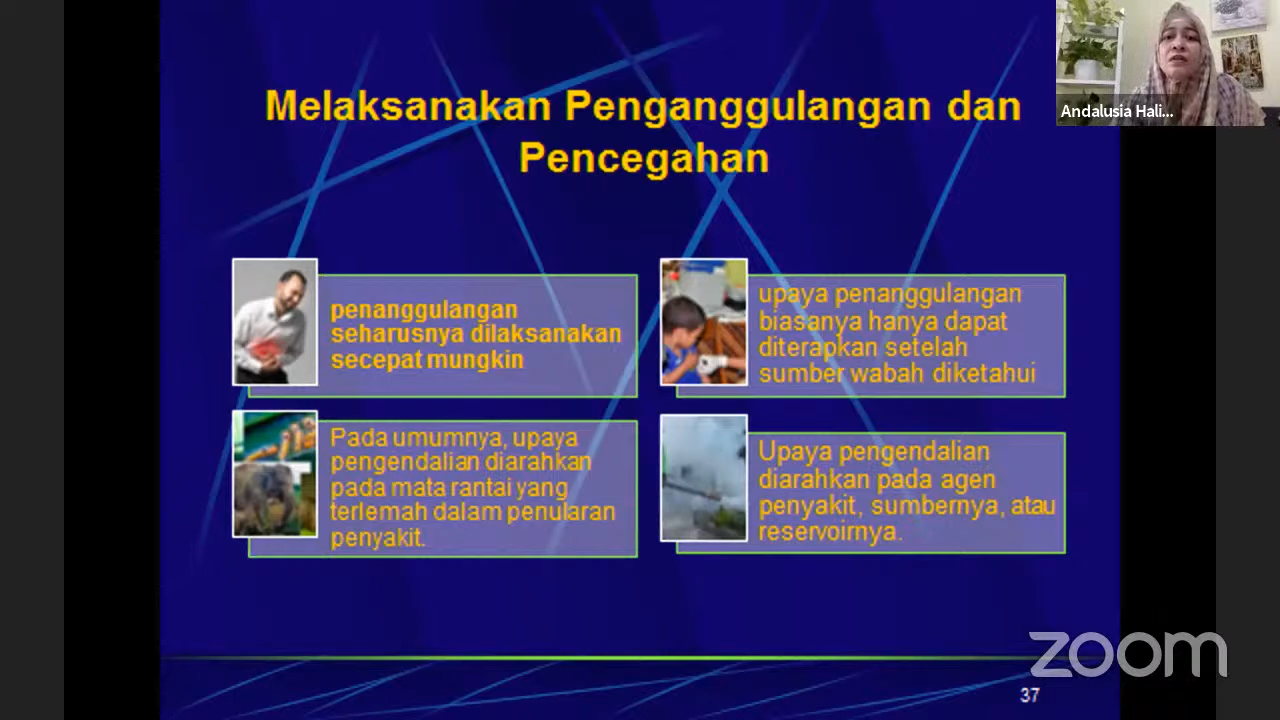 Melaksanakan Penganggulangan dan
Pencegahan
penanggulangan
seharusnya dilaksanakan
secepat mungkin
upaya penanggulangan
biasanya hanya dapat
diterapkan setelah
sumber wabah diketahui
Pada umumnya, upaya
pengendalian diarahkan
pada mata rantai yang
terlemah dalam penularan
penyakit.
Upaya pengendalian
diarahkan pada agen
penyakit, sumbernya, atau
reservoirnya.
Andalusia Hali...
zoom
37